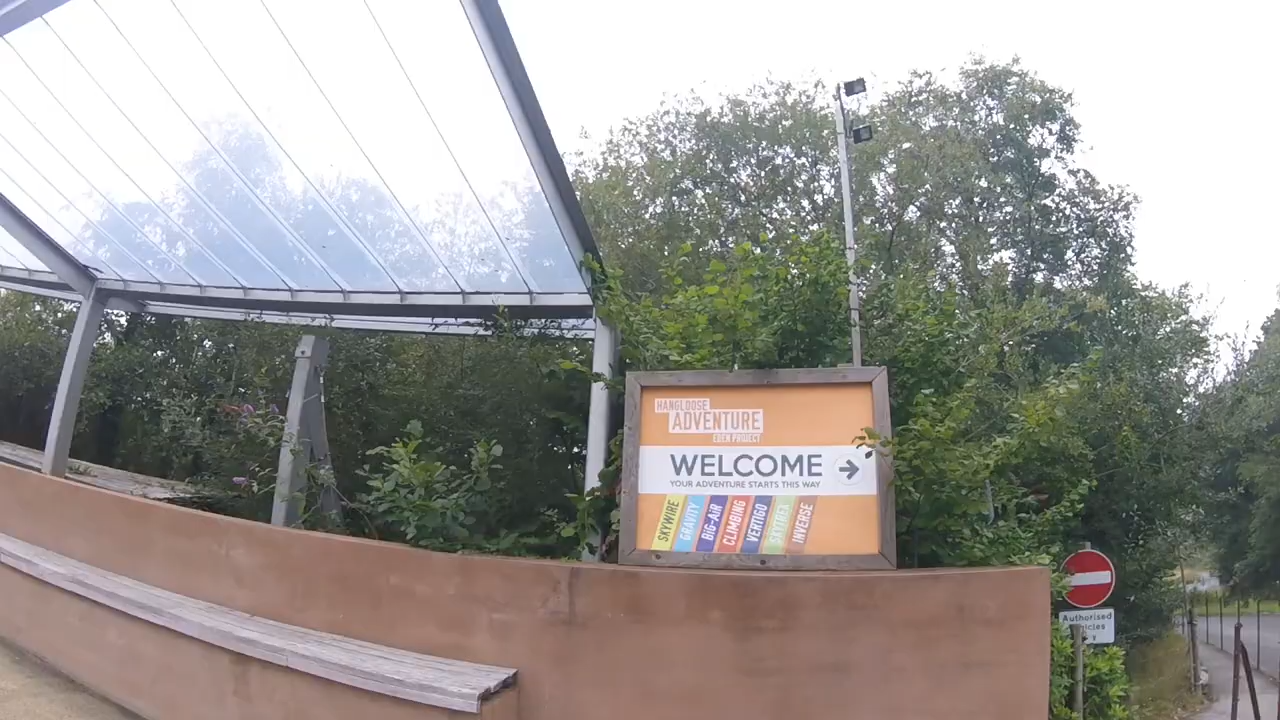 HANGLOOSE
ADVENTURE
EDEN PROJECT
WELCOME
YOUR ADVENTURE STARTS THIS WAY
SKYWIRE
GRAVITY
BIG-AIR
CLIMBING
VERTIGO
SKYTREK
INVERSE
Authorised